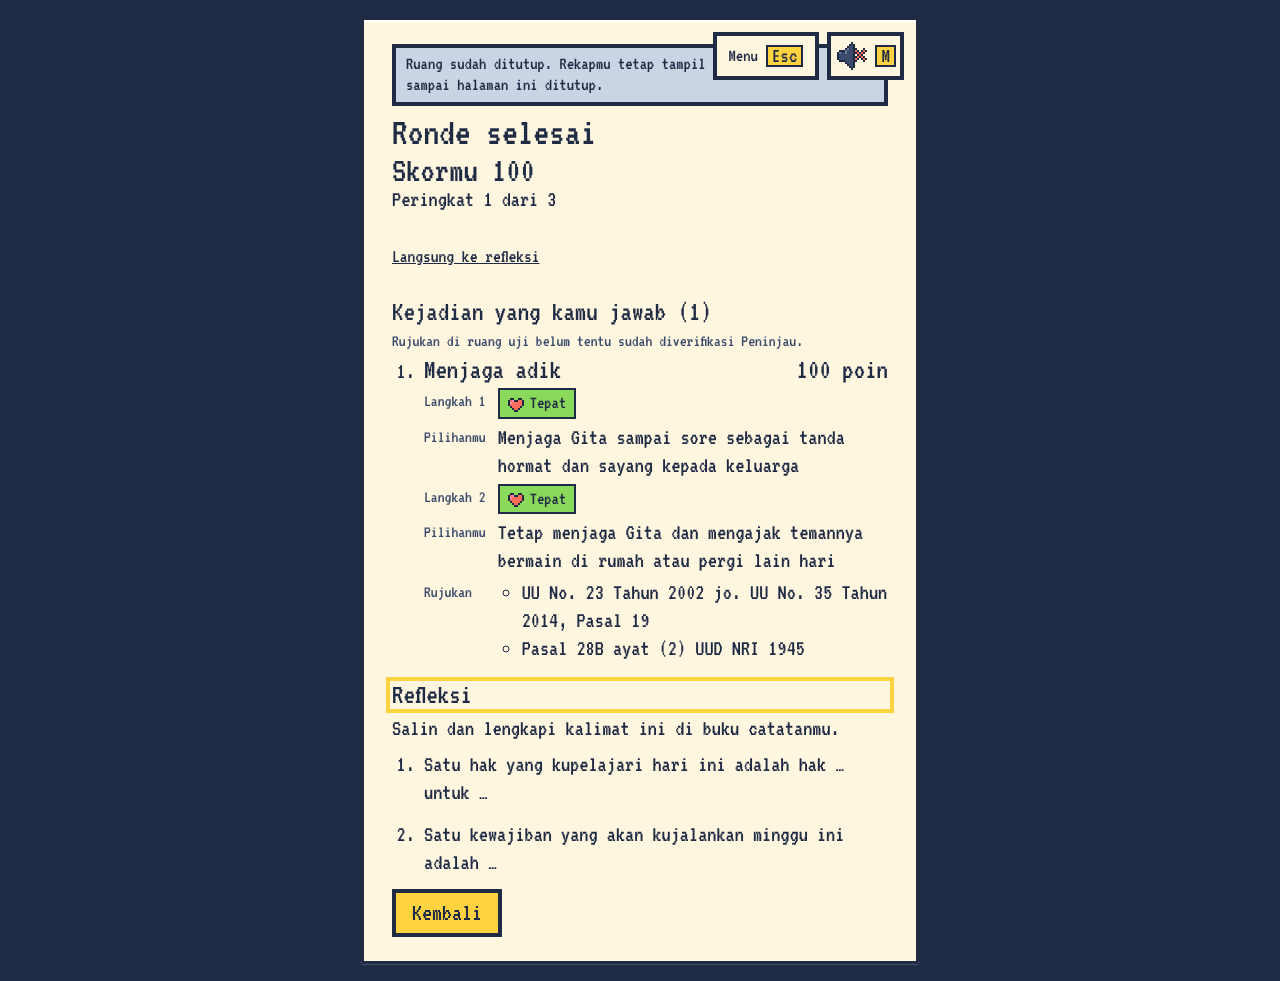 Ruang sudah ditutup. Rekapmu tetap tampil
sampai halaman ini ditutup.
Menu Esc
M
Ronde selesai
Skormu 100
Peringkat 1 dari 3
Langsung ke refleksi
Kejadian yang kamu jawab (1)
Rujukan di ruang uji belum tentu sudah diverifikasi Peninjau.
1. Menjaga adik 100 poin
Langkah 1 Tepat
Pilihanmu Menjaga Gita sampai sore sebagai tanda
hormat dan sayang kepada keluarga
Langkah 2 Tepat
Pilihanmu Tetap menjaga Gita dan mengajak temannya
bermain di rumah atau pergi lain hari
Rujukan UU No. 23 Tahun 2002 jo. UU No. 35 Tahun
2014, Pasal 19
Pasal 28B ayat (2) UUD NRI 1945
Refleksi
Salin dan lengkapi kalimat ini di buku catatanmu.
1. Satu hak yang kupelajari hari ini adalah hak …
untuk …
2. Satu kewajiban yang akan kujalankan minggu ini
adalah …
Kembali